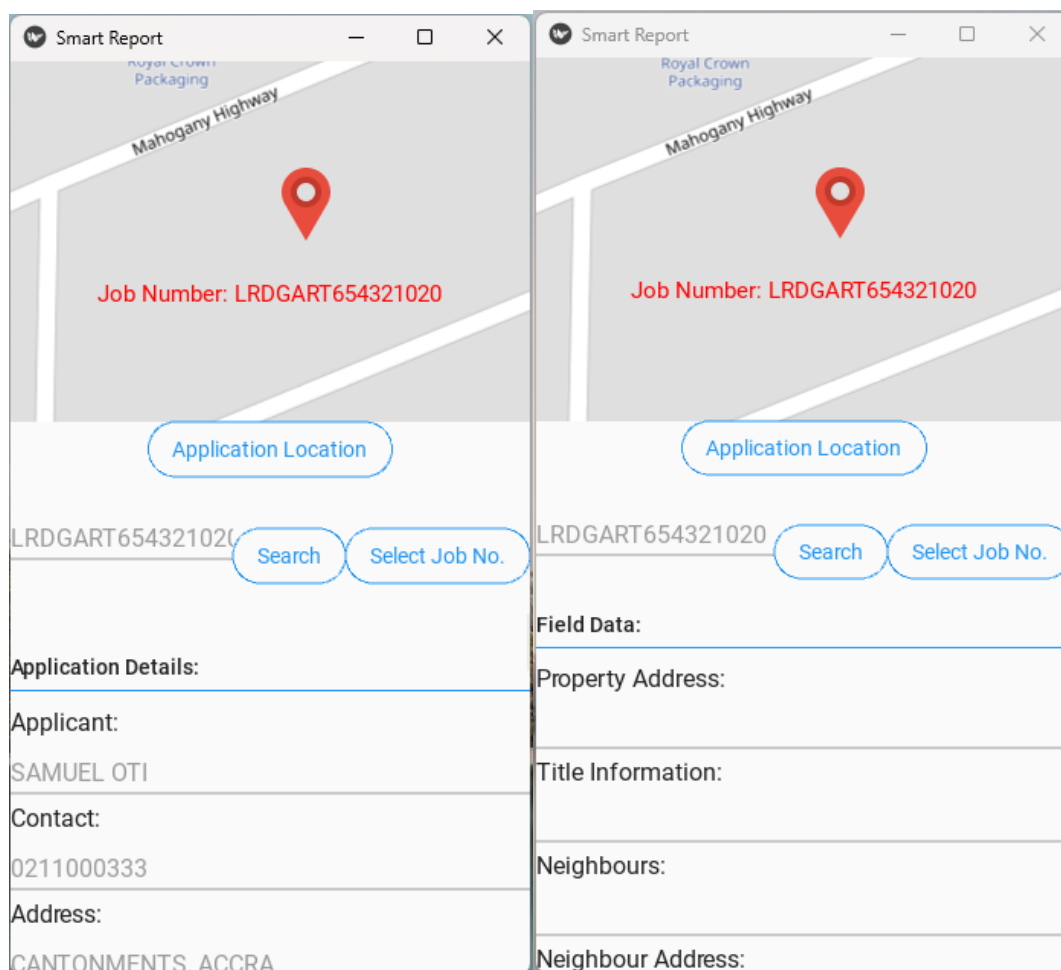 Smart Report
Royal Crown
Packaging
Mahogany Highway
Job Number: LRDGART654321020
Application Location
LRDGART654321020
Search
Select Job No.
Application Details:
Applicant:
SAMUEL OTI
Contact:
0211000333
Address:
CANTONMENTS, ACCRA
Smart Report
Royal Crown
Packaging
Mahogany Highway
Job Number: LRDGART654321020
Application Location
LRDGART654321020
Search
Select Job No.
Field Data:
Property Address:
Title Information:
Neighbours:
Neighbour Address: